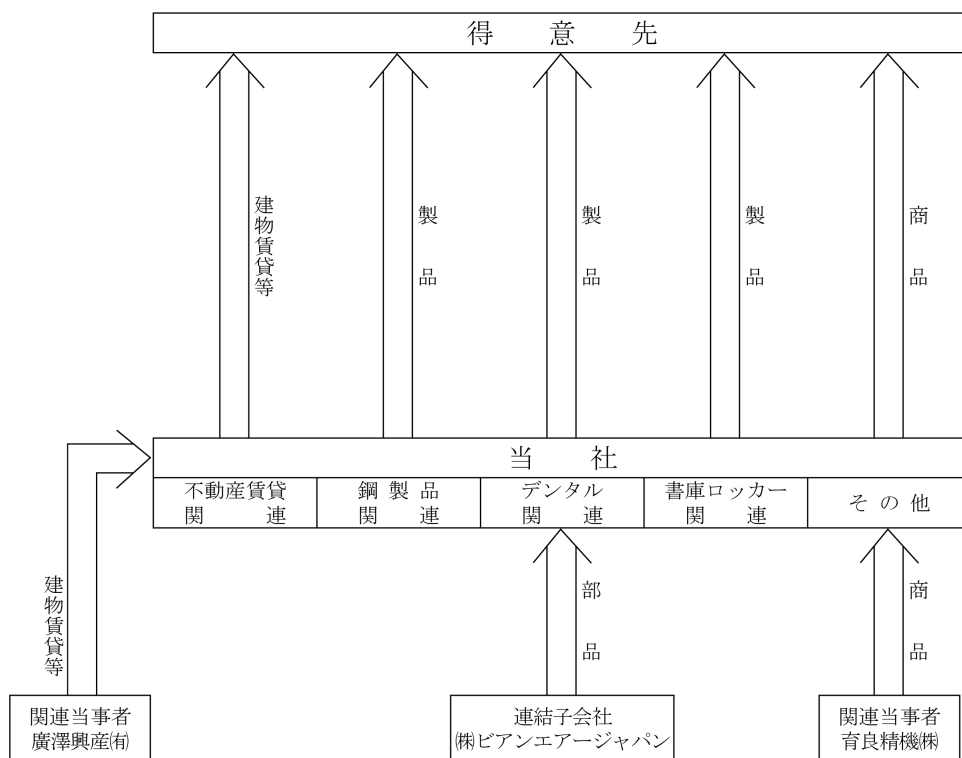 得意先
建物賃貸等
製品
製品
製品
商品
当社
不動産賃貸
関連
鋼製品
関連
デンタル
関連
書庫ロッカー
関連
その他
建物賃貸等
部品
商品
関連当事者
廣澤興産㈲
連結子会社
㈱ビアンエアージャパン
関連当事者
育良精機㈱